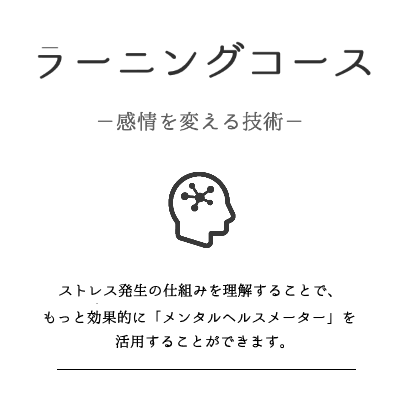 ラーニングコース
－感情を変える技術－
ストレス発生の仕組みを理解することで、
もっと効果的に「メンタルヘルスメーター」を
活用することができます。